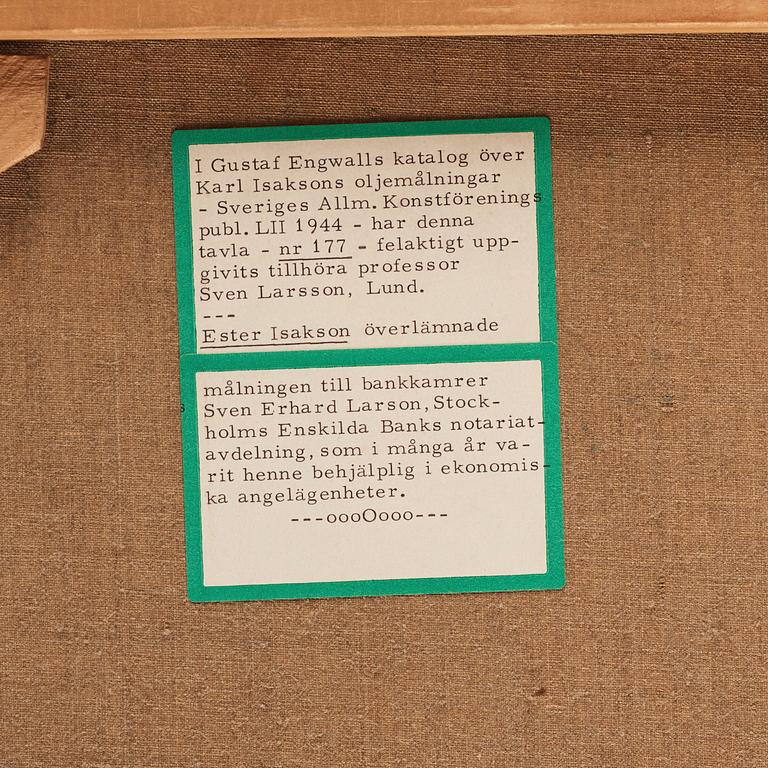 I Gustaf Engwalls katalog över
Karl Isaksons oljemålningar
- Sveriges Allm. Konstförenings
publ. LII 1944 - har denna
tavla - nr 177 - felaktigt upp-
givits tillhöra professor
Sven Larsson, Lund.
---
Ester Isakson överlämnade
målningen till bankkamrer
Sven Erhard Larson, Stock-
holms Enskilda Banks notariat-
avdelning, som i många år va-
rit henne behjälplig i ekonomis-
ka angelägenheter.
---oooOooo---